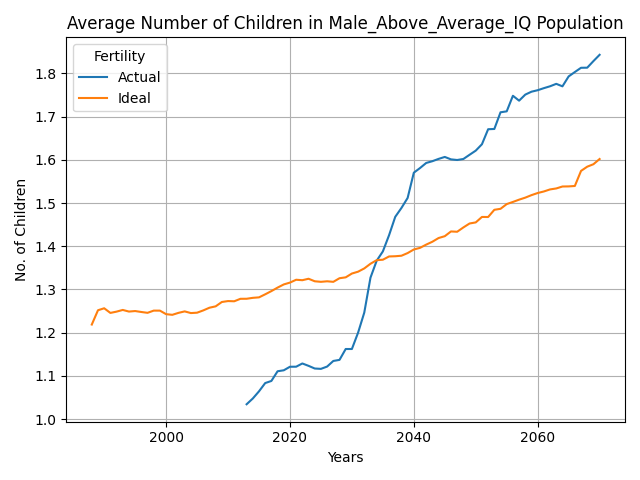 Average Number of Children in Male_Above_Average_IQ Population
Fertility
Actual
Ideal
No. of Children
1.8
1.7
1.6
1.5
1.4
1.3
1.2
1.1
1.0
2000 2020 2040 2060
Years